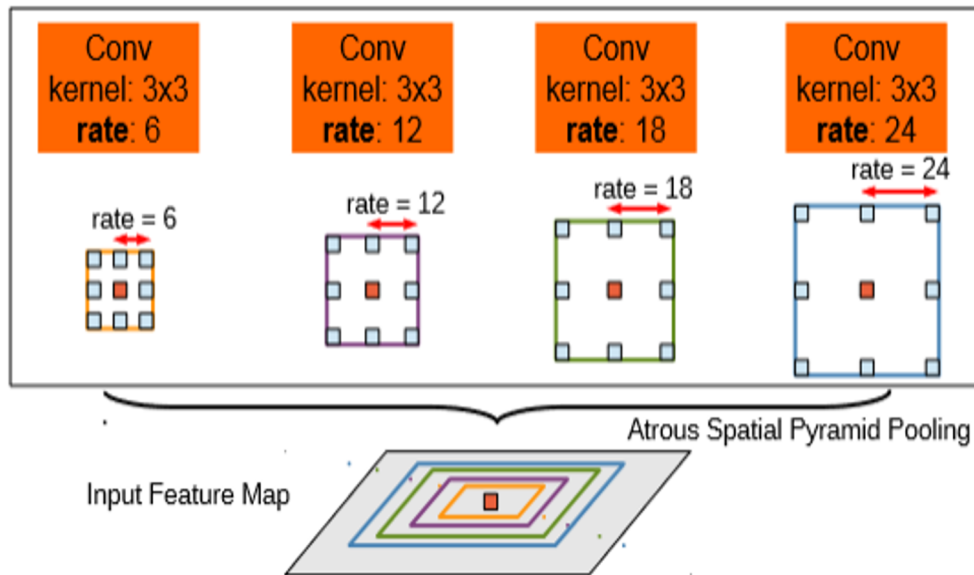 Conv
kernel: 3x3
rate: 6
Conv
kernel: 3x3
rate: 12
Conv
kernel: 3x3
rate: 18
Conv
kernel: 3x3
rate: 24
rate = 6
rate = 12
rate = 18
rate = 24
Atrous Spatial Pyramid Pooling
Input Feature Map